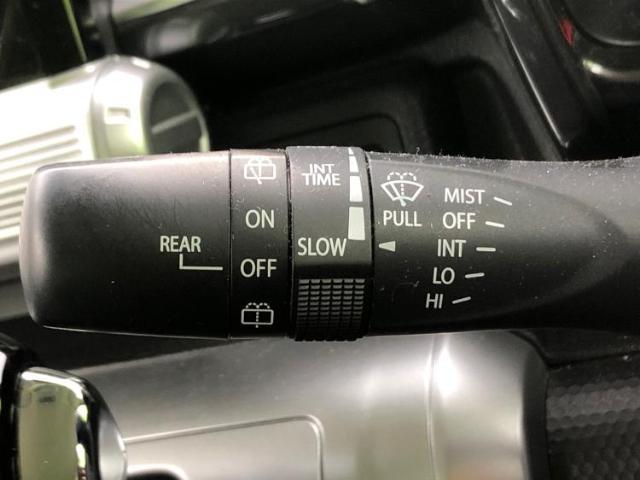 REAR
ON
OFF
INT
TIME
SLOW
PULL
MIST
OFF
INT
LO
HI